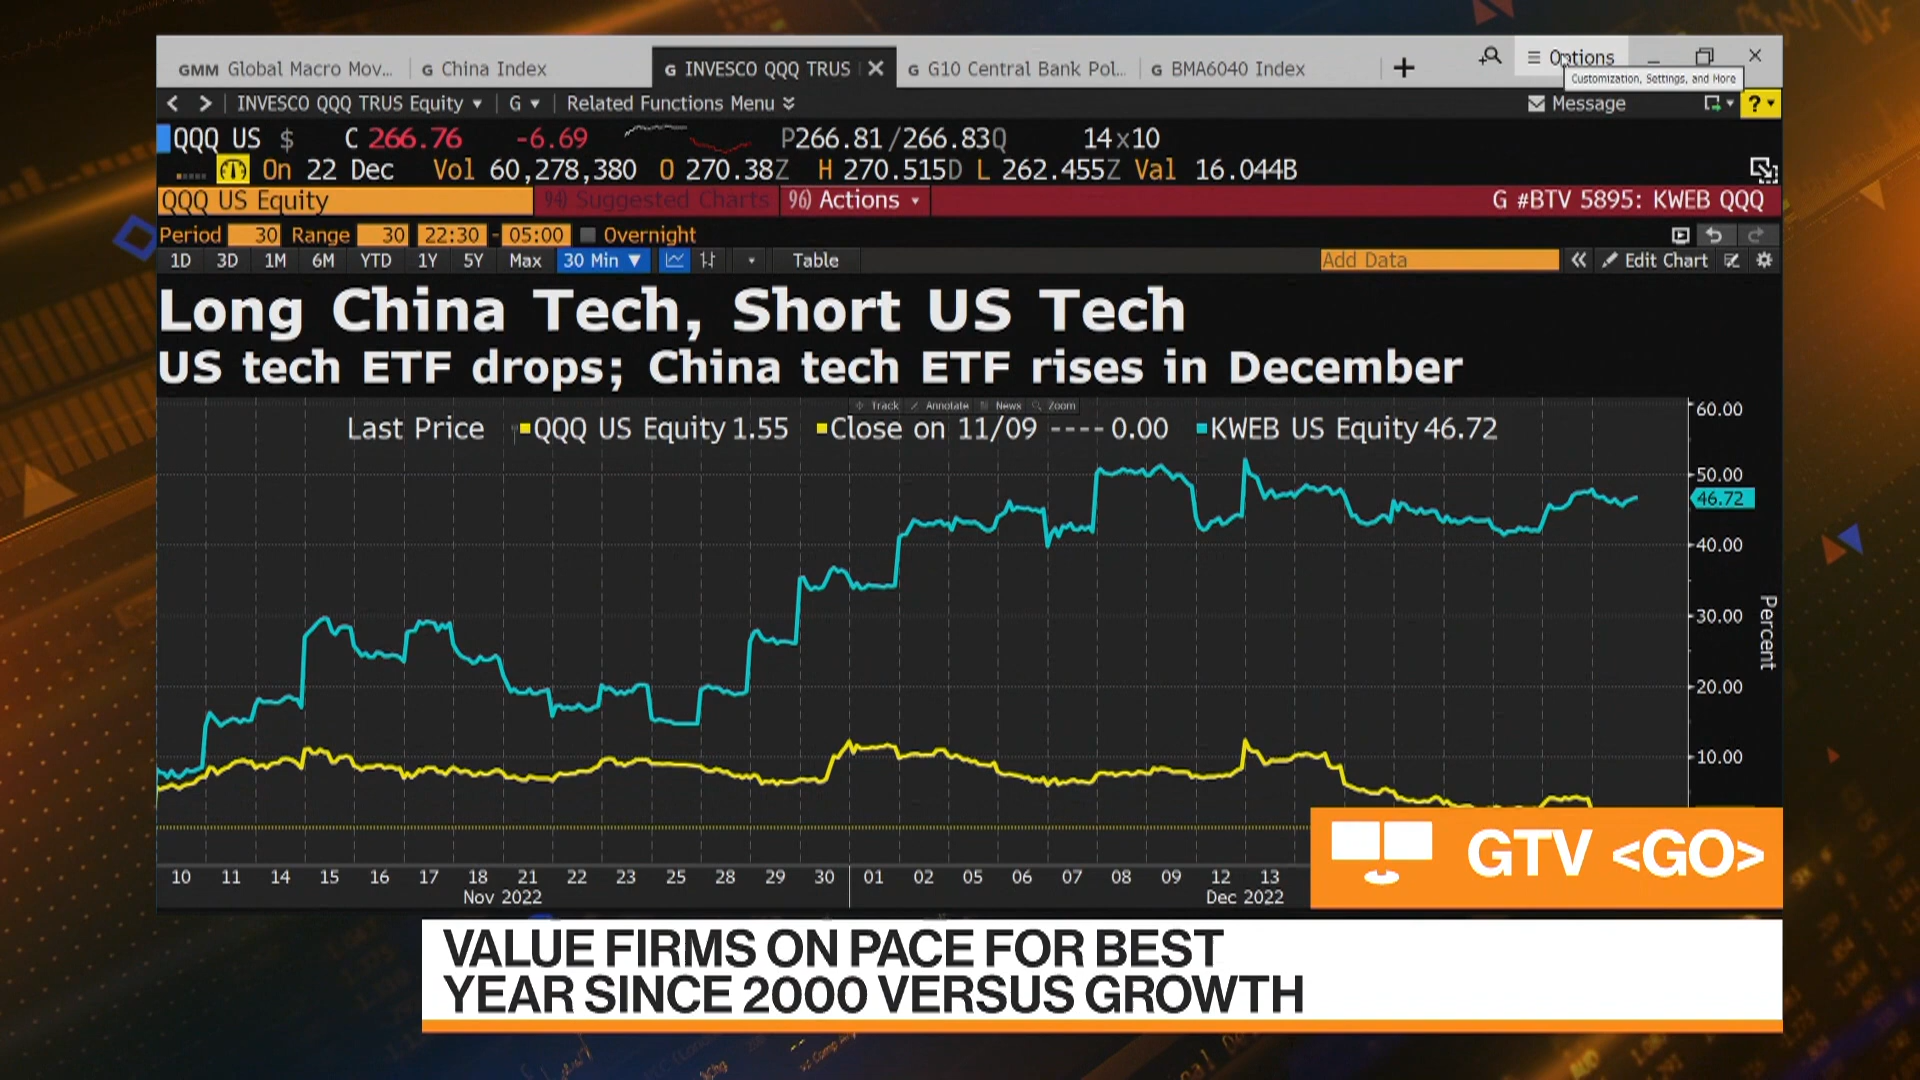 GMM Global Macro Mov... G China Index G INVESCO QQQ TRUS G G10 Central Bank Pol... G BMA6040 Index + Options
Customization, Settings, and More
INVESCO QQQ TRUS Equity G Related Functions Menu Message ?
QQQ US $ C 266.76 -6.69 P266.81/266.83Q 14x10
On 22 Dec Vol 60,278,380 O 270.38Z H 270.515D L 262.455Z Val 16.044B
QQQ US Equity 94) Suggested Charts 96) Actions G #BTV 5895: KWEB QQQ
Period 30 Range 30 22:30 - 05:00 Overnight
1D 3D 1M 6M YTD 1Y 5Y Max 30 Min Table Add Data Edit Chart
Long China Tech, Short US Tech
US tech ETF drops; China tech ETF rises in December
Track Annotate News Zoom
Last Price QQQ US Equity 1.55 Close on 11/09 ---- 0.00 KWEB US Equity 46.72
60.00
50.00
46.72
40.00
30.00
20.00
10.00
Percent
10 11 14 15 16 17 18 21 22 23 25 28 29 30 01 02 05 06 07 08 09 12 13
Nov 2022 Dec 2022
GTV <GO>
VALUE FIRMS ON PACE FOR BEST
YEAR SINCE 2000 VERSUS GROWTH